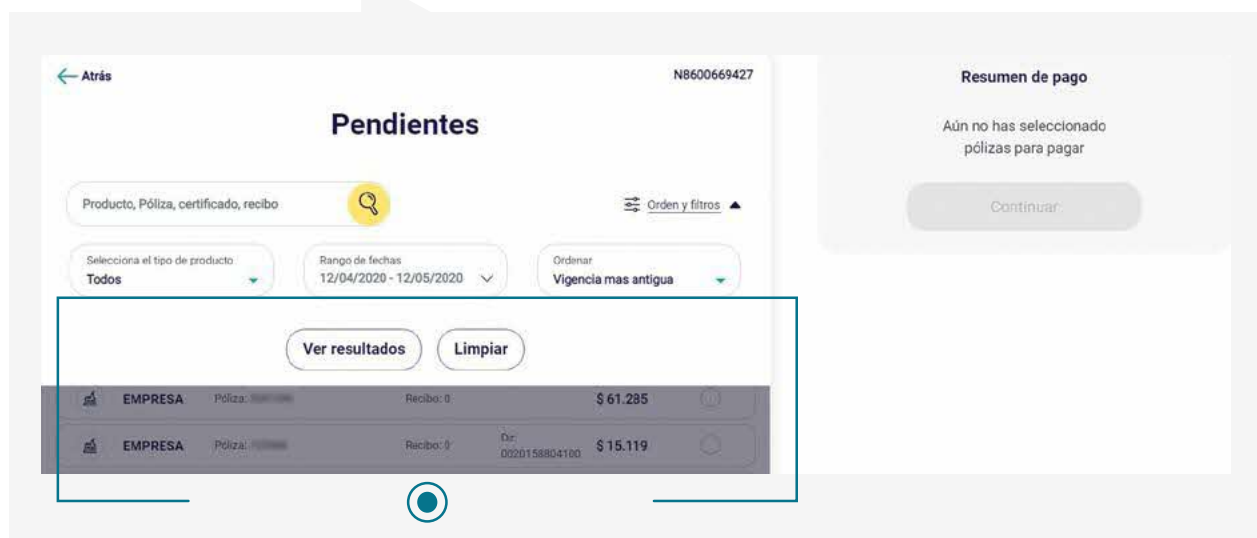 Atrás
N8600669427
Pendientes
Producto, Póliza, certificado, recibo
Orden y filtros
Selecciona el tipo de producto
Todos
Rango de fechas
12/04/2020 - 12/05/2020
Ordenar
Vigencia mas antigua
Ver resultados
Limpiar
EMPRESA Póliza: Recibo: 0 $ 61.285
EMPRESA Póliza: Recibo: 0 Dir: 0020158804100 $ 15.119
Resumen de pago
Aún no has seleccionado
pólizas para pagar
Continuar